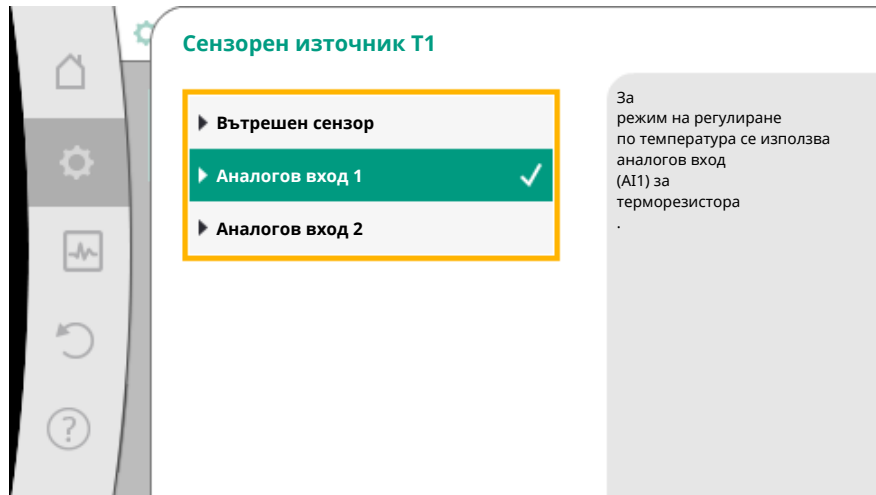 Сензорен източник T1
Вътрешен сензор
Аналогов вход 1
Аналогов вход 2
За
режим на регулиране
по температура се използва
аналогов вход
(AI1) за
терморезистора
.
?